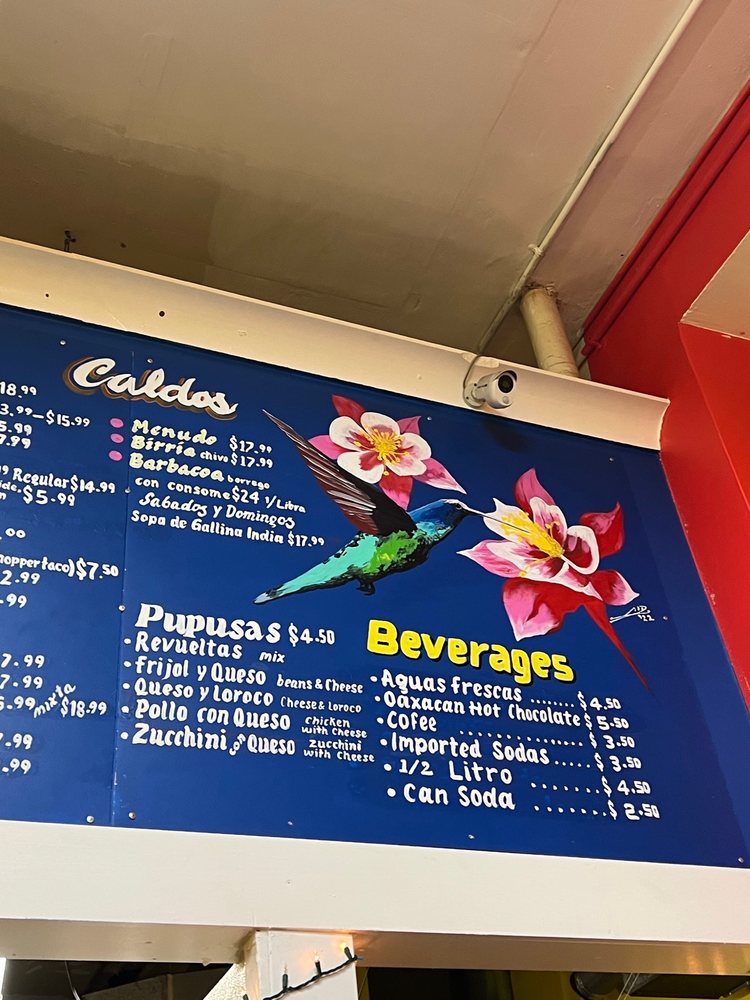 18.99
3.99-$15.99
5.99
7.99
Regular $14.99
$5.99
.00
hopper taco) $7.50
2.99
.99
7.99
7.99
5.99 mixta $18.99
7.99
.99
Caldos
Menudo $17.99
Birria chivo $17.99
Barbacoa borrego
con consome $24 1/Libra
Sabados y Domingos
Sopa de Gallina India $17.99
Pupusas $4.50
• Revueltas mix
• Frijol y Queso beans & Cheese
• Queso y Loroco Cheese & Loroco
• Pollo con Queso chicken with cheese
• Zucchini con Queso zucchini with cheese
Beverages
• Aguas frescas ........ $4.50
• Oaxacan Hot Chocolate $5.50
• Cofee ............... $3.50
• Imported Sodas ..... $3.50
• 1/2 Litro ....... $4.50
• Can Soda ....... $2.50